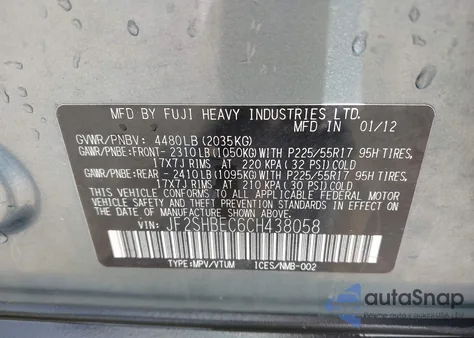 MFD BY FUJI HEAVY INDUSTRIES LTD.
MFD. IN 01/12
GVWR/PNBV: 4480LB (2035KG)
GAWR/PNBE:FRONT- 2310LB (1050KG) WITH P225/55R17 95H TIRES,
17X7J RIMS AT 220 KPA (32 PSI) COLD
GAWR/PNBE:REAR - 2410LB (1095KG) WITH P225/55R17 95H TIRES,
17X7J RIMS AT 210 KPA (30 PSI) COLD
THIS VEHICLE CONFORMS TO ALL APPLICABLE FEDERAL MOTOR
VEHICLE SAFETY, BUMPER AND THEFT PREVENTION STANDARDS
IN EFFECT ON THE DATE OF MANUFACTURE SHOWN ABOVE.
VIN: JF2SHBEC6CH438058
TYPE:MPV/VTUM ICES/NMB-002
autoSnap